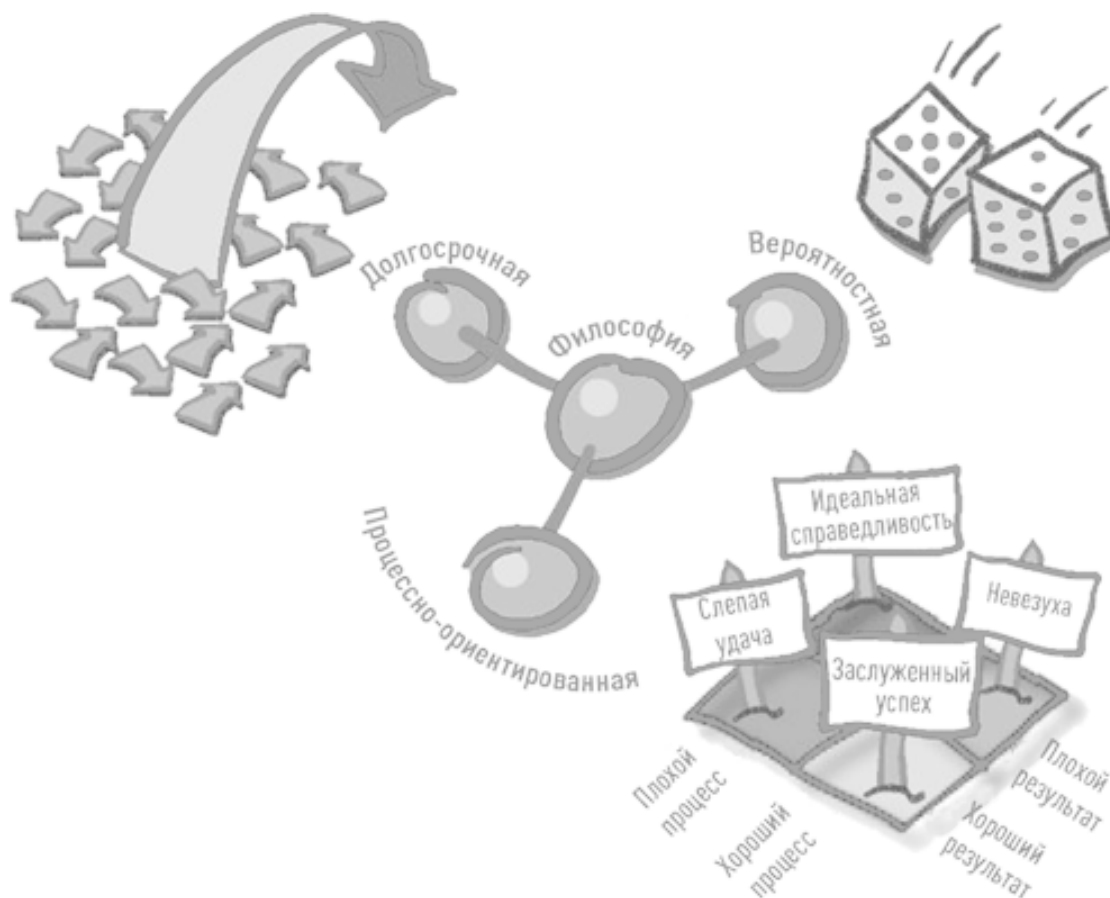 Долгосрочная
Вероятностная
Философия
Процессно-ориентированная
Идеальная
справедливость
Слепая
удача
Невезуха
Заслуженный
успех
Плохой
процесс
Хороший
процесс
Плохой
результат
Хороший
результат